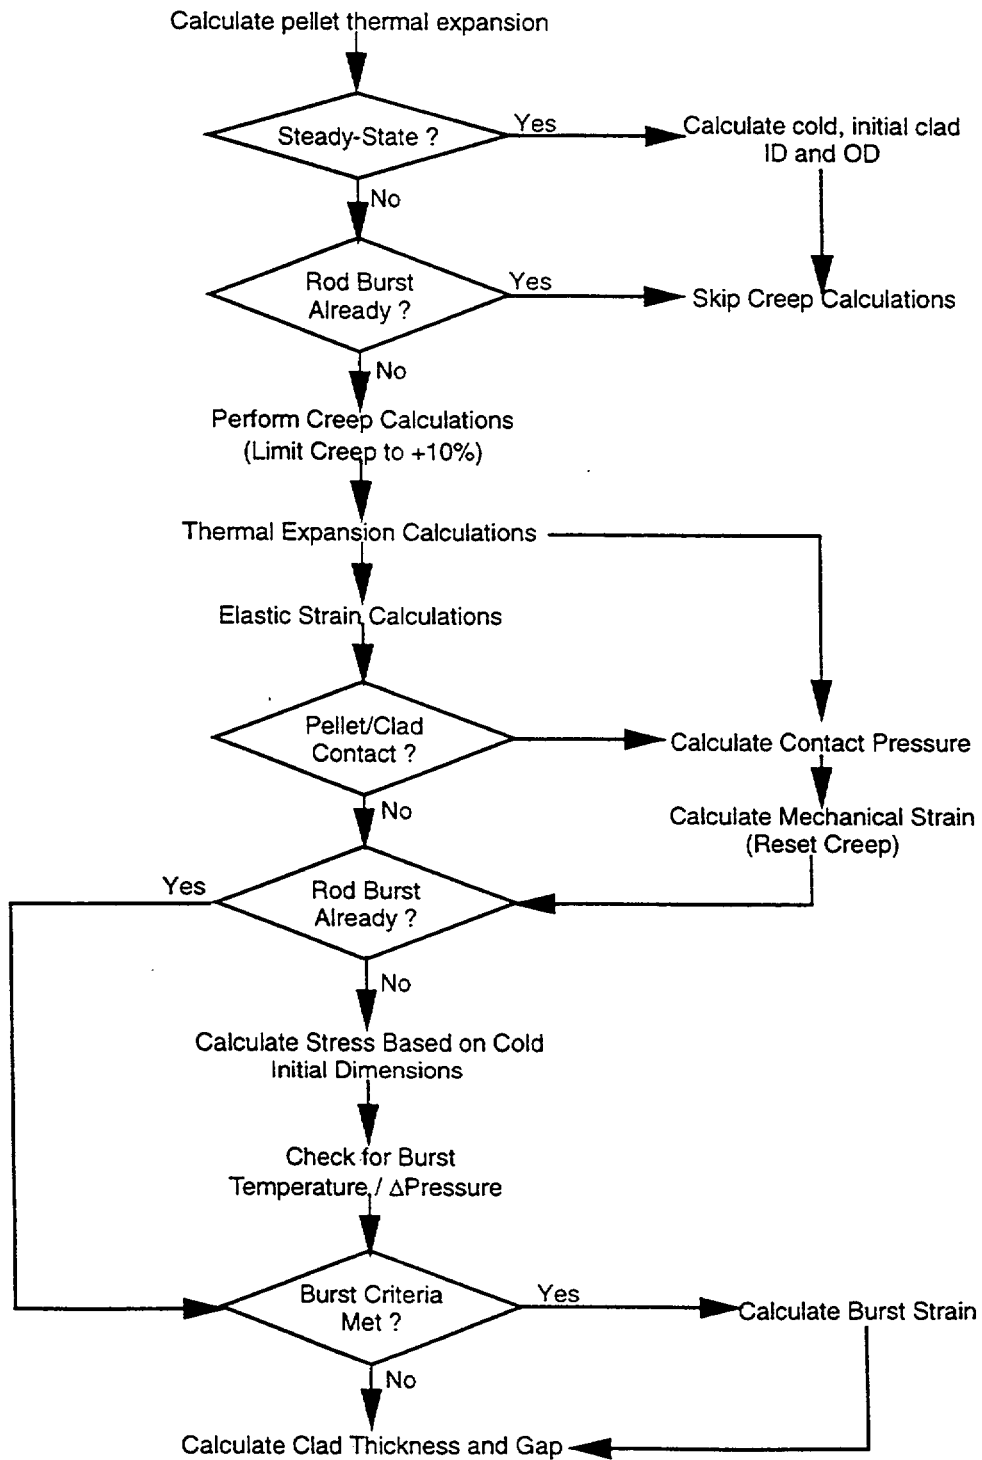 Calculate pellet thermal expansion
Steady-State ?
Yes
Calculate cold, initial clad
ID and OD
No
Rod Burst
Already ?
Yes
Skip Creep Calculations
No
Perform Creep Calculations
(Limit Creep to +10%)
Thermal Expansion Calculations
Elastic Strain Calculations
Pellet/Clad
Contact ?
Calculate Contact Pressure
No
Calculate Mechanical Strain
(Reset Creep)
Yes
Rod Burst
Already ?
No
Calculate Stress Based on Cold
Initial Dimensions
Check for Burst
Temperature / ΔPressure
Burst Criteria
Met ?
Yes
Calculate Burst Strain
No
Calculate Clad Thickness and Gap